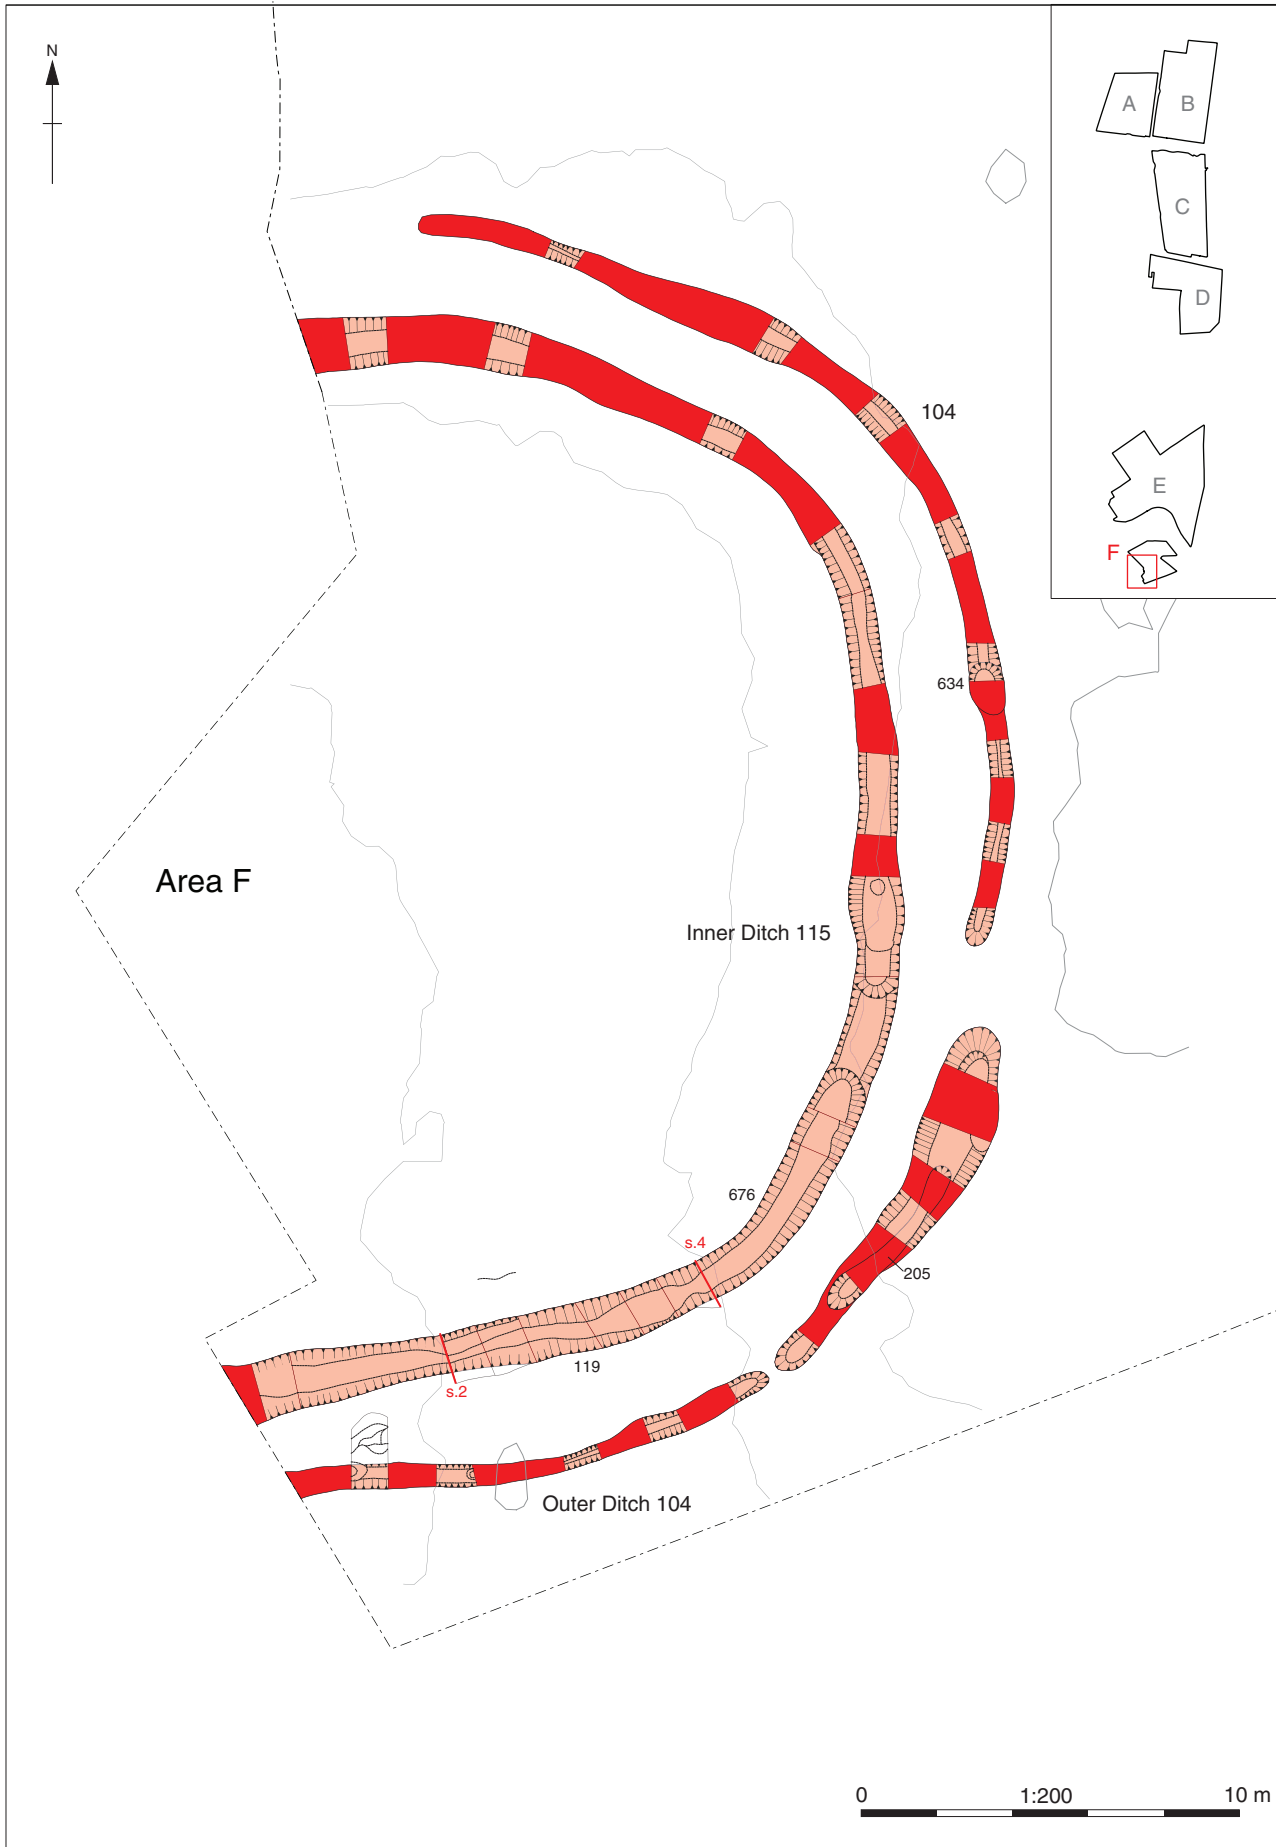 N
A
B
C
D
E
F
104
634
Area F
Inner Ditch 115
676
s.4
205
119
s.2
Outer Ditch 104
0 1:200 10 m